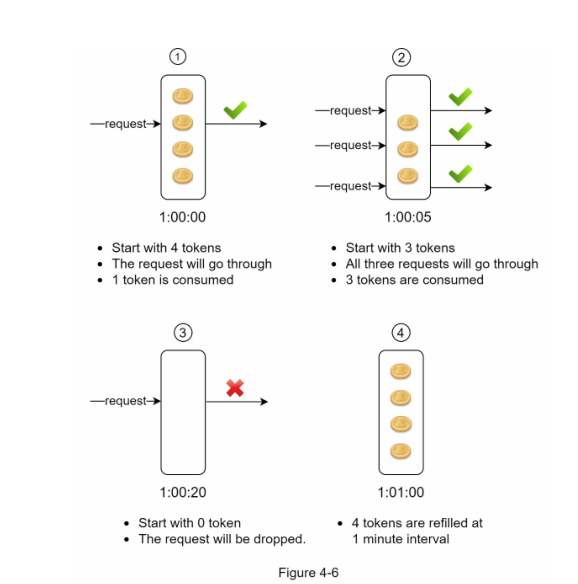 1
request
1:00:00
• Start with 4 tokens
• The request will go through
• 1 token is consumed
2
request
request
request
1:00:05
• Start with 3 tokens
• All three requests will go through
• 3 tokens are consumed
3
request
1:00:20
• Start with 0 token
• The request will be dropped.
4
1:01:00
• 4 tokens are refilled at
1 minute interval
Figure 4-6